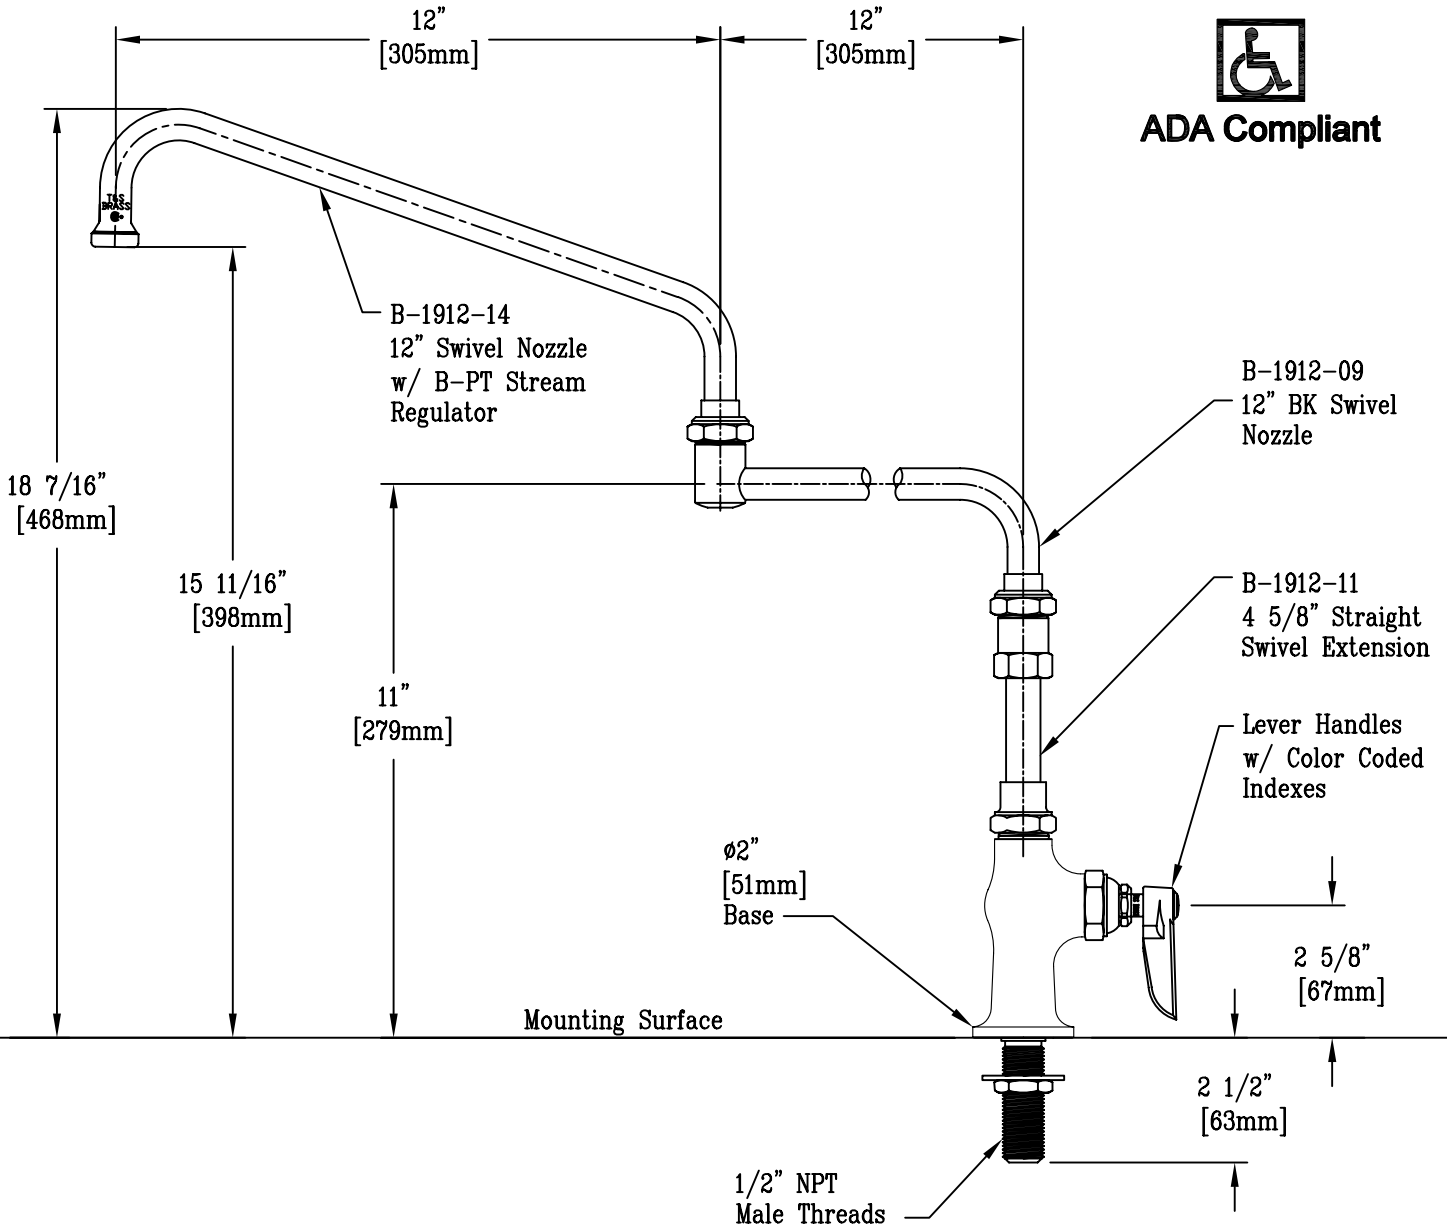 12"
[305mm]
12"
[305mm]
ADA Compliant
T&S
BRASS
B-1912-14
12" Swivel Nozzle
w/ B-PT Stream
Regulator
B-1912-09
12" BK Swivel
Nozzle
18 7/16"
[468mm]
15 11/16"
[398mm]
B-1912-11
4 5/8" Straight
Swivel Extension
11"
[279mm]
Lever Handles
w/ Color Coded
Indexes
ø2"
[51mm]
Base
2 5/8"
[67mm]
Mounting Surface
2 1/2"
[63mm]
1/2" NPT
Male Threads